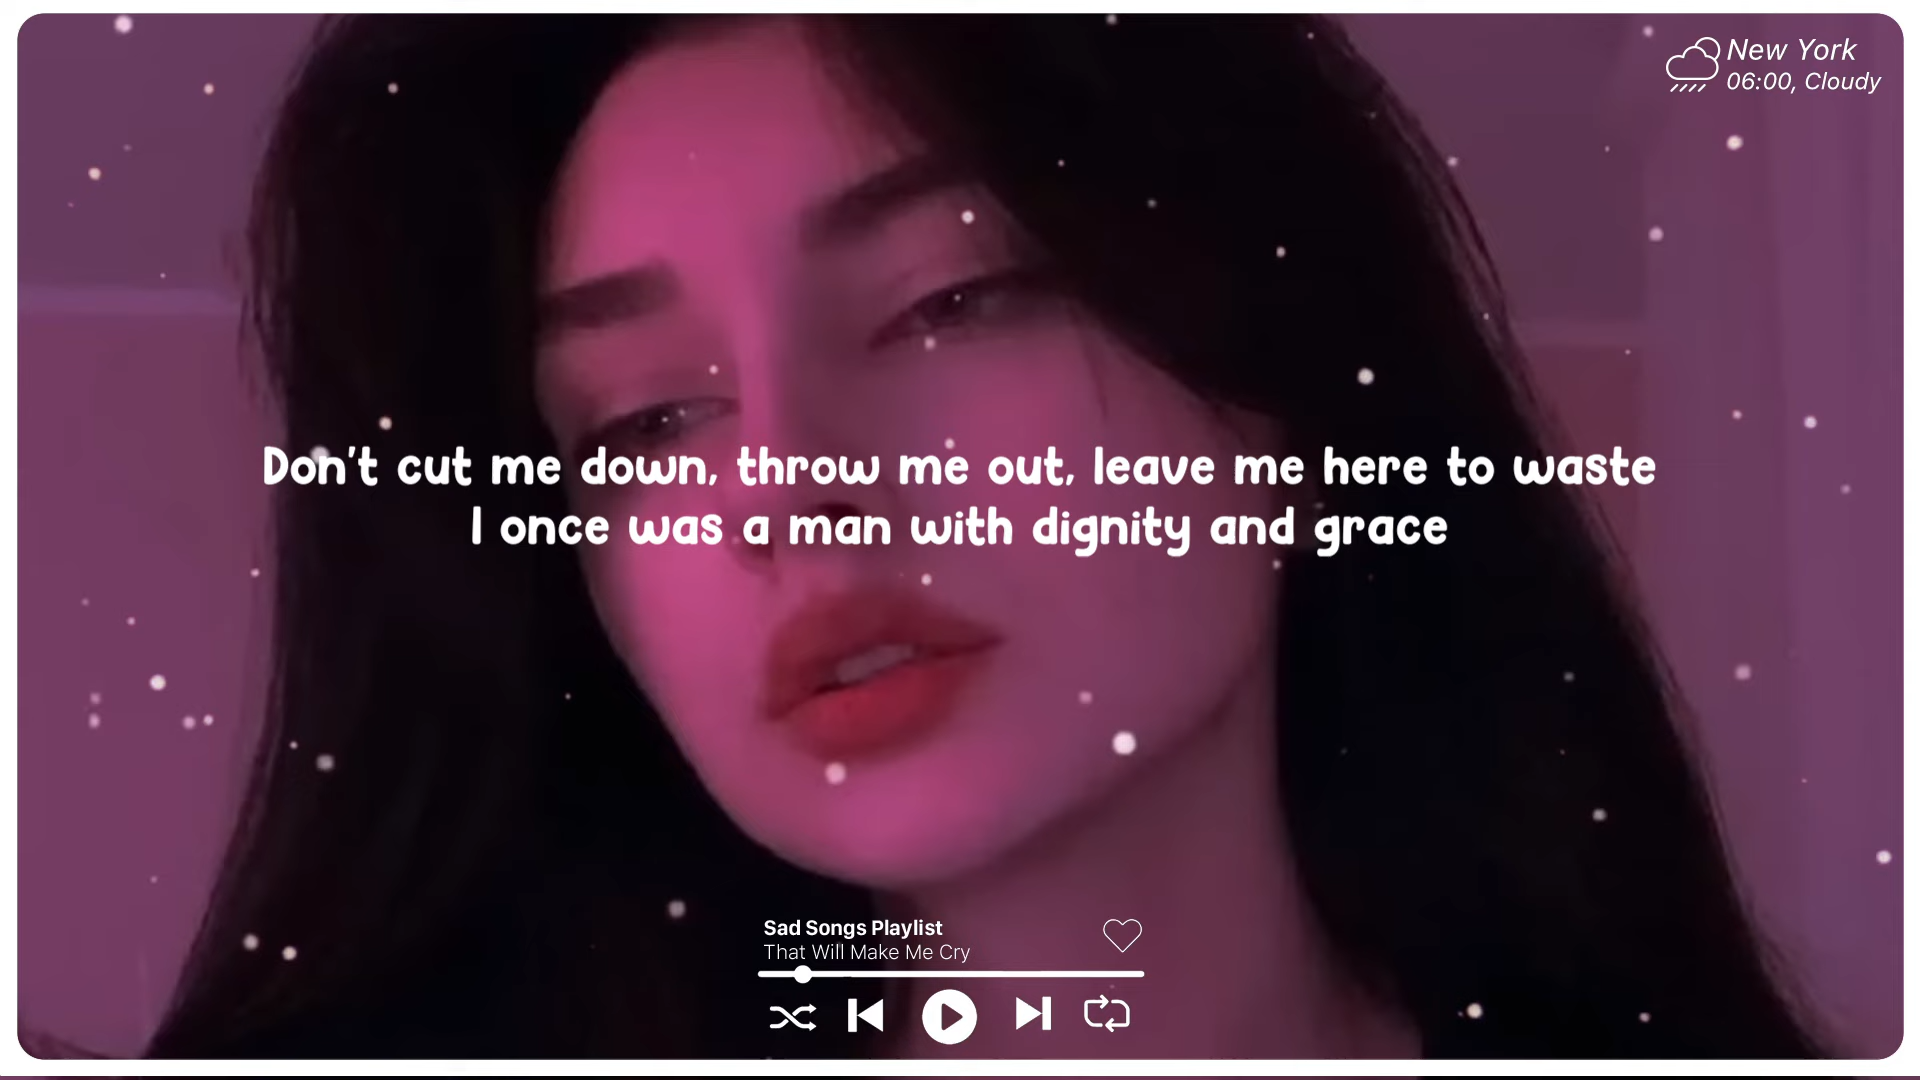 New York
06:00, Cloudy
Don't cut me down, throw me out, leave me here to waste
I once was a man with dignity and grace
Sad Songs Playlist
That Will Make Me Cry